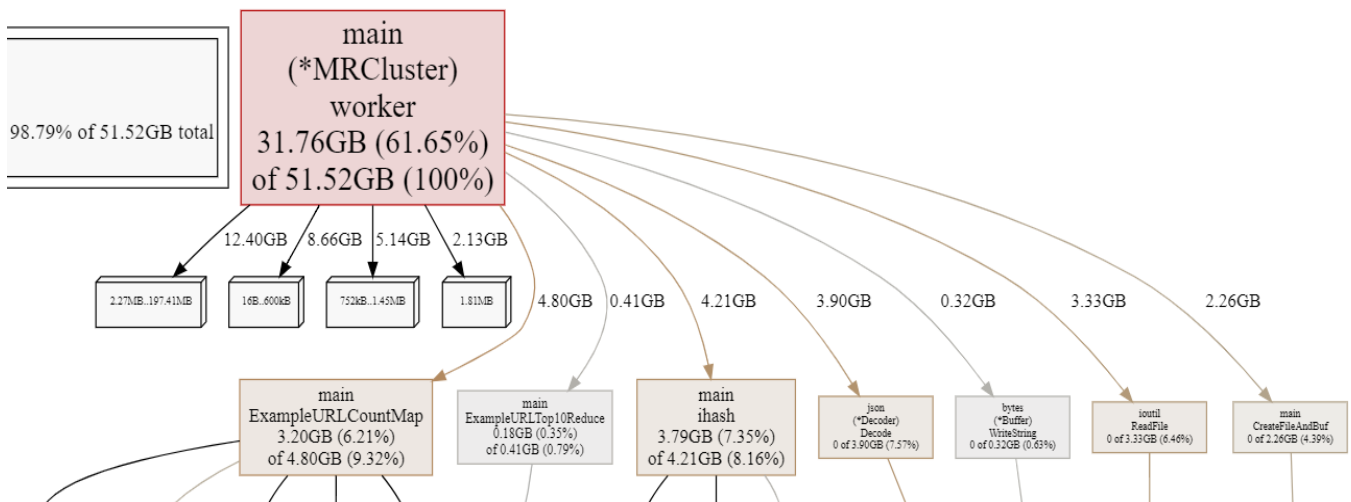 main
(*MRCluster)
worker
31.76GB (61.65%)
of 51.52GB (100%)
98.79% of 51.52GB total
12.40GB
8.66GB
5.14GB
2.13GB
2.27MB..197.41MB
16B..600kB
752kB..1.45MB
1.81MB
4.80GB
0.41GB
4.21GB
3.90GB
0.32GB
3.33GB
2.26GB
main
ExampleURLCountMap
3.20GB (6.21%)
of 4.80GB (9.32%)
main
ExampleURLTop10Reduce
0.18GB (0.35%)
of 0.41GB (0.79%)
main
ihash
3.79GB (7.35%)
of 4.21GB (8.16%)
json
(*Decoder)
Decode
0 of 3.90GB (7.57%)
bytes
(*Buffer)
WriteString
0 of 0.32GB (0.63%)
ioutil
ReadFile
0 of 3.33GB (6.46%)
main
CreateFileAndBuf
0 of 2.26GB (4.39%)